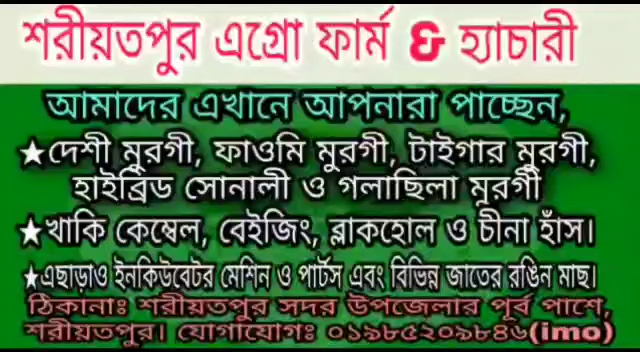 শরীয়তপুর এগ্রো ফার্ম & হ্যাচারী
আমাদের এখানে আপনারা পাচ্ছেন,
★দেশী মুরগী, ফাওমি মুরগী, টাইগার মুরগী,
হাইব্রিড সোনালী ও গলাছিলা মুরগী
★খাকি কেম্বেল, বেইজিং, ব্লাকহোল ও চীনা হাঁস।
★এছাড়াও ইনকিউবেটর মেশিন ও পার্টস এবং বিভিন্ন জাতের রঙিন মাছ।
ঠিকানাঃ শরীয়তপুর সদর উপজেলার পূর্ব পাশে,
শরীয়তপুর। যোগাযোগঃ ০১৯৮৫২০৯৮৪৬(imo)